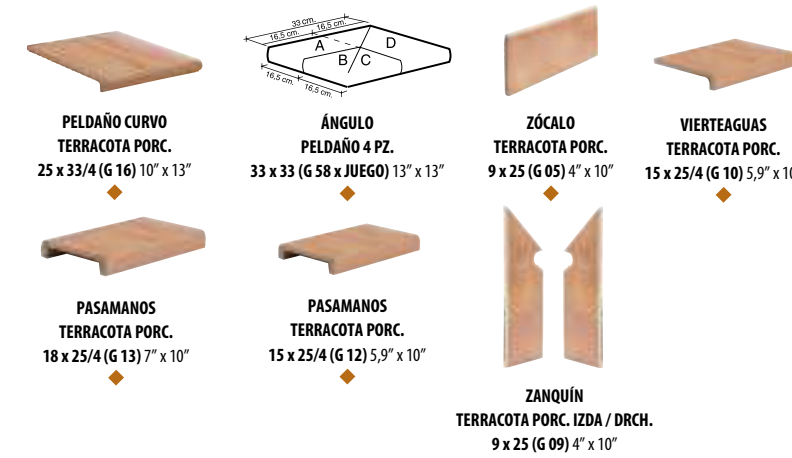 PELDAÑO CURVO
TERRACOTA PORC.
25 x 33/4 (G 16) 10” x 13”
33 cm.
16,5 cm.
16,5 cm.
A
D
B
C
16,5 cm.
16,5 cm.
ÁNGULO
PELDAÑO 4 PZ.
33 x 33 (G 58 x JUEGO) 13” x 13”
ZÓCALO
TERRACOTA PORC.
9 x 25 (G 05) 4” x 10”
VIERTEAGUAS
TERRACOTA PORC.
15 x 25/4 (G 10) 5,9” x 10
PASAMANOS
TERRACOTA PORC.
18 x 25/4 (G 13) 7” x 10”
PASAMANOS
TERRACOTA PORC.
15 x 25/4 (G 12) 5,9” x 10”
ZANQUÍN
TERRACOTA PORC. IZDA / DRCH.
9 x 25 (G 09) 4” x 10”